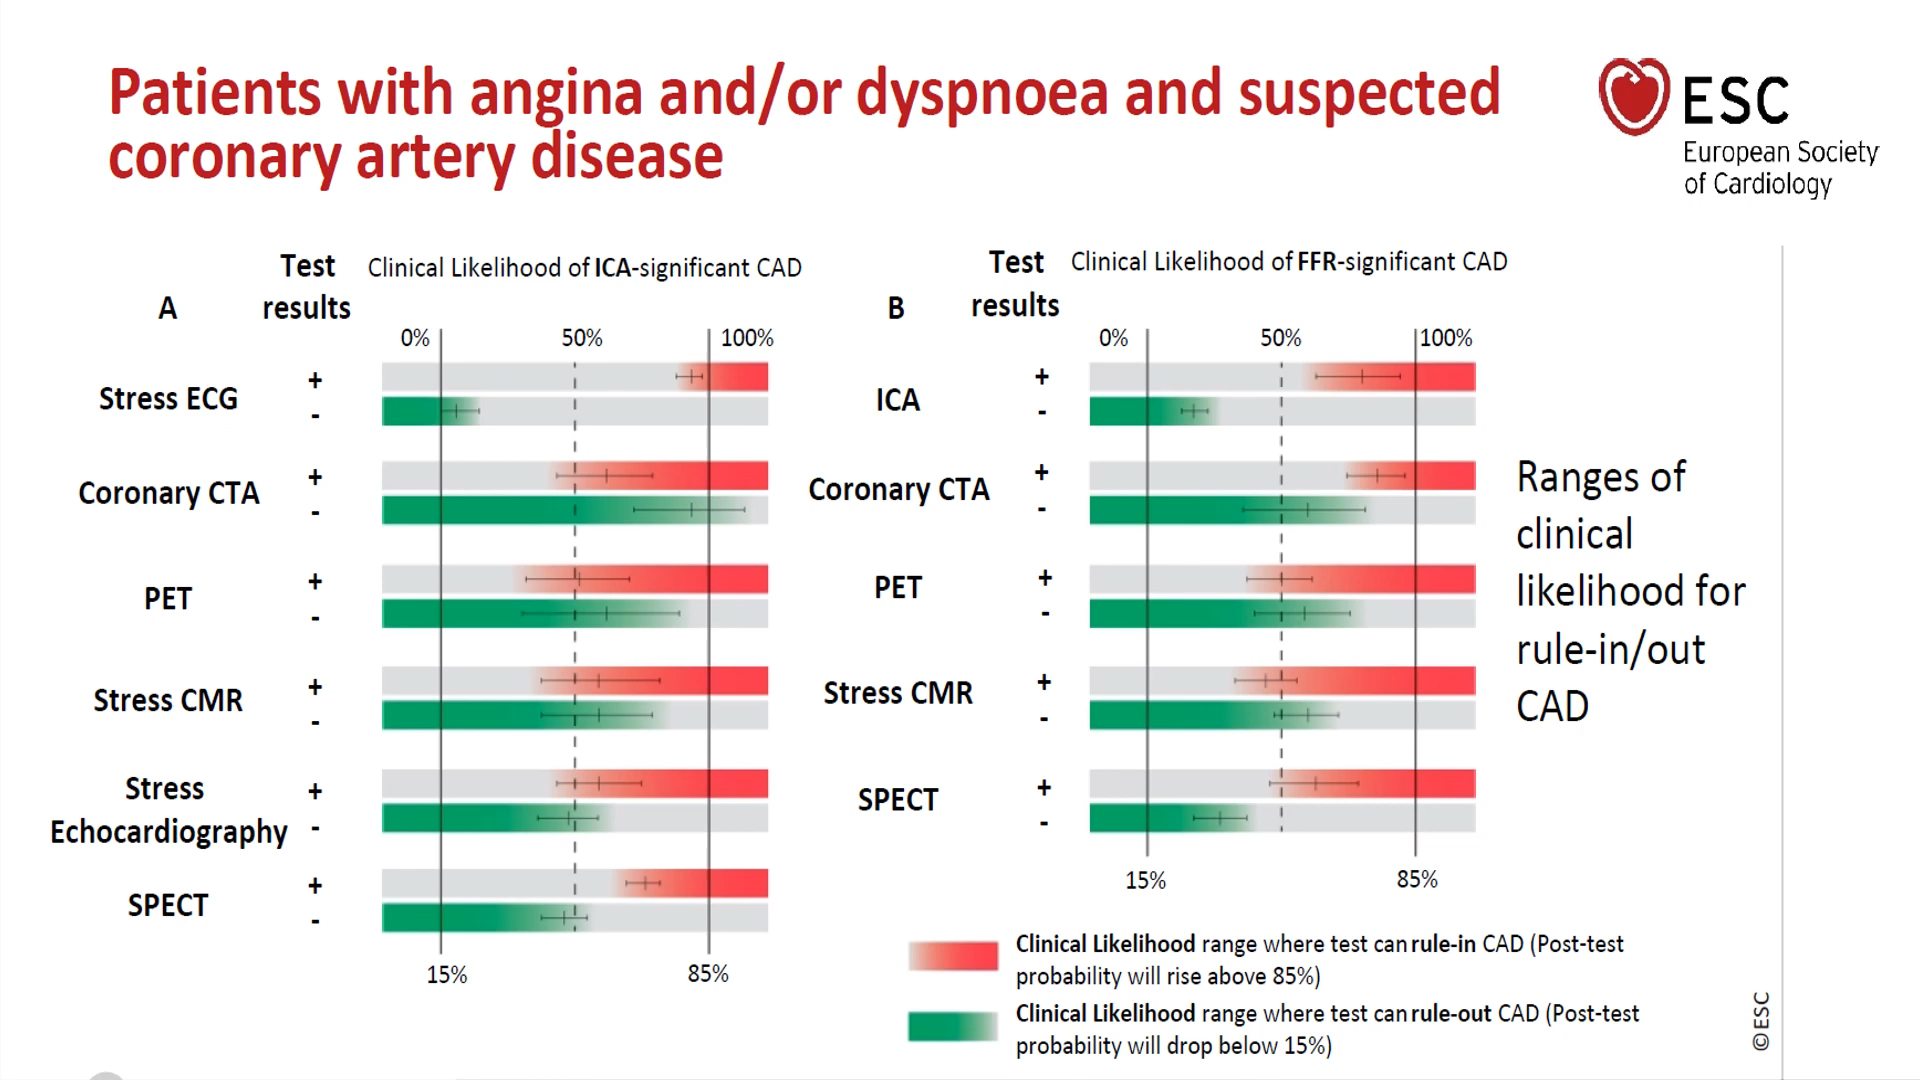 Patients with angina and/or dyspnoea and suspected
coronary artery disease
ESC
European Society
of Cardiology
A
Test
results
Clinical Likelihood of ICA-significant CAD
0%
50%
100%
Stress ECG
+
-
Coronary CTA
+
-
PET
+
-
Stress CMR
+
-
Stress
Echocardiography
+
-
SPECT
+
-
15%
85%
B
Test
results
Clinical Likelihood of FFR-significant CAD
0%
50%
100%
ICA
+
-
Coronary CTA
+
-
PET
+
-
Stress CMR
+
-
SPECT
+
-
15%
85%
Ranges of
clinical
likelihood for
rule-in/out
CAD
Clinical Likelihood range where test can rule-in CAD (Post-test
probability will rise above 85%)
Clinical Likelihood range where test can rule-out CAD (Post-test
probability will drop below 15%)
©ESC